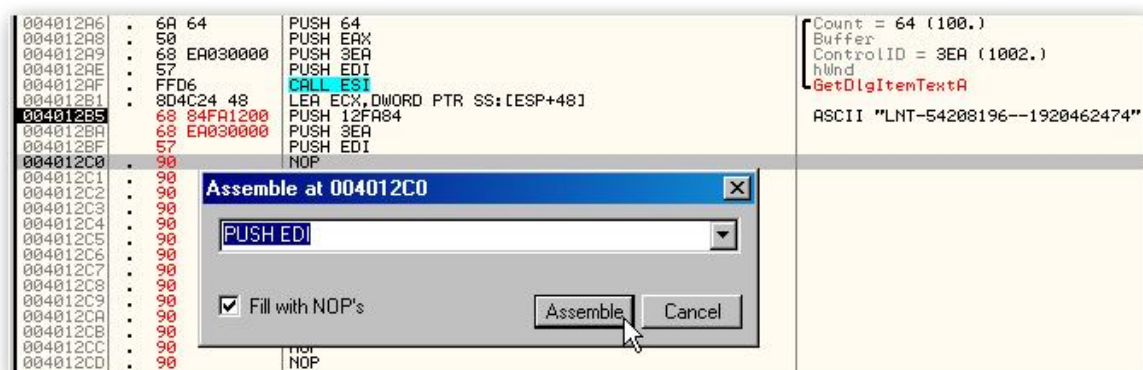 004012A6 . 6A 64 PUSH 64 Count = 64 (100.)
004012A8 . 50 PUSH EAX Buffer
004012A9 . 68 EA030000 PUSH 3EA ControlID = 3EA (1002.)
004012AE . 57 PUSH EDI hWnd
004012AF . FFD6 CALL ESI GetDlgItemTextA
004012B1 . 8D4C24 48 LEA ECX,DWORD PTR SS:[ESP+48]
004012B5 68 84FA1200 PUSH 12FA84 ASCII "LNT-54208196--1920462474"
004012BA 68 EA030000 PUSH 3EA
004012BF 57 PUSH EDI
004012C0 . 90 NOP
004012C1 . 90
004012C2 . 90 Assemble at 004012C0
004012C3 . 90
004012C4 . 90
004012C5 . 90 PUSH EDI
004012C6 . 90
004012C7 . 90
004012C8 . 90
004012C9 . 90 Fill with NOP's Assemble Cancel
004012CA . 90
004012CB . 90
004012CC . 90
004012CD . 90 NOP